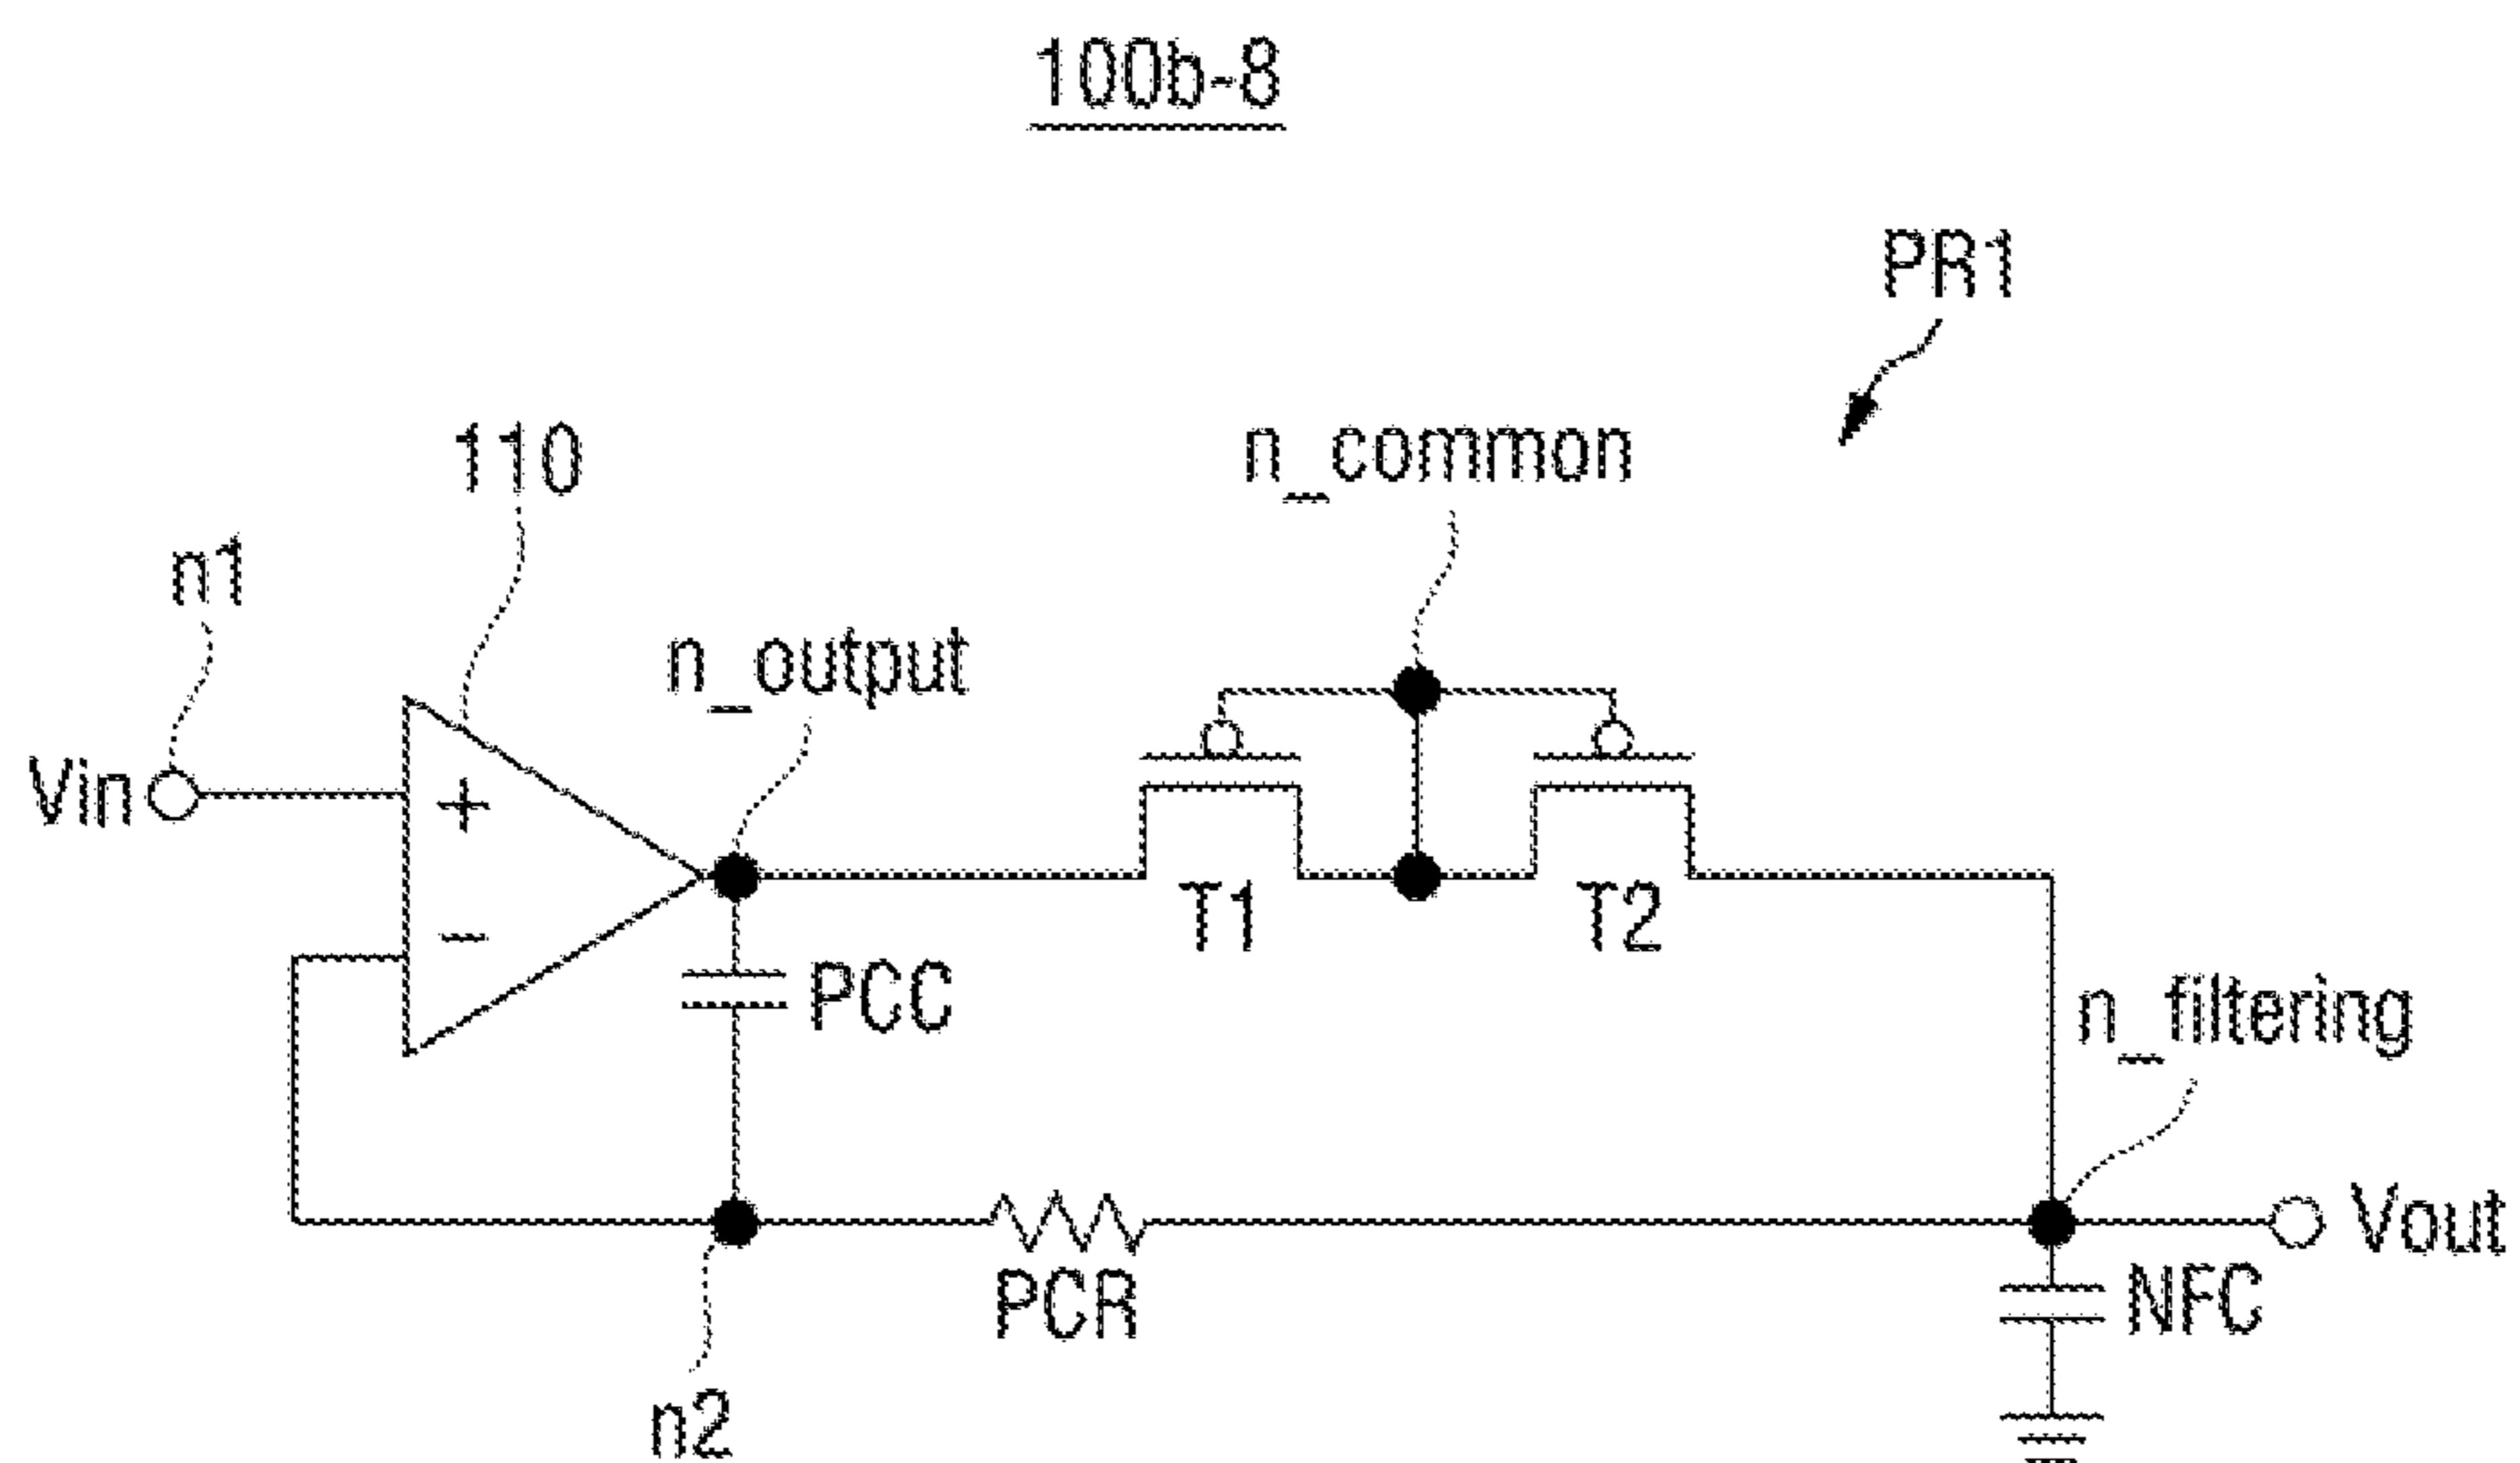 100b-8
PR1
110
n_common
n1
n_output
Vin
+
T1
T2
-
PCC
n_filtering
Vout
PCR
NFC
n2